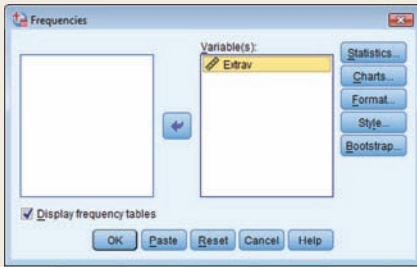 Frequencies
Variable(s):
Extrav
Statistics...
Charts...
Format...
Style...
Bootstrap...
Display frequency tables
OK Paste Reset Cancel Help